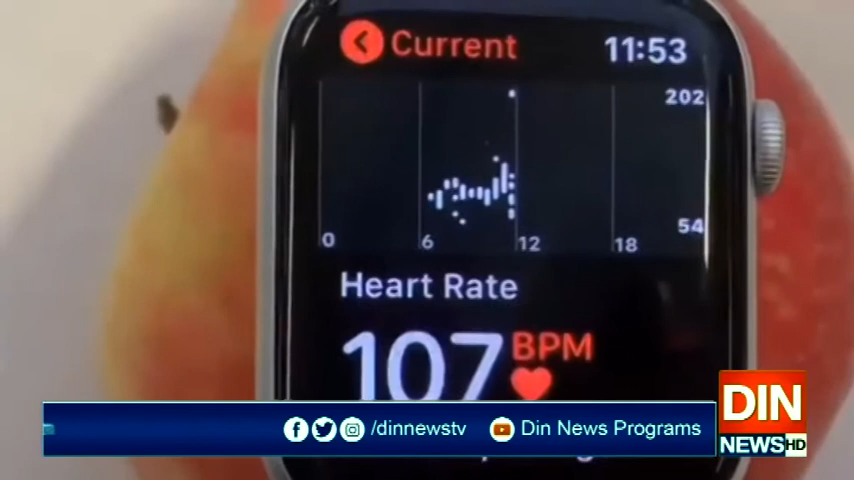 Current
11:53
202
54
0 6 12 18
Heart Rate
107 BPM
/dinnewstv Din News Programs
DIN
NEWS HD